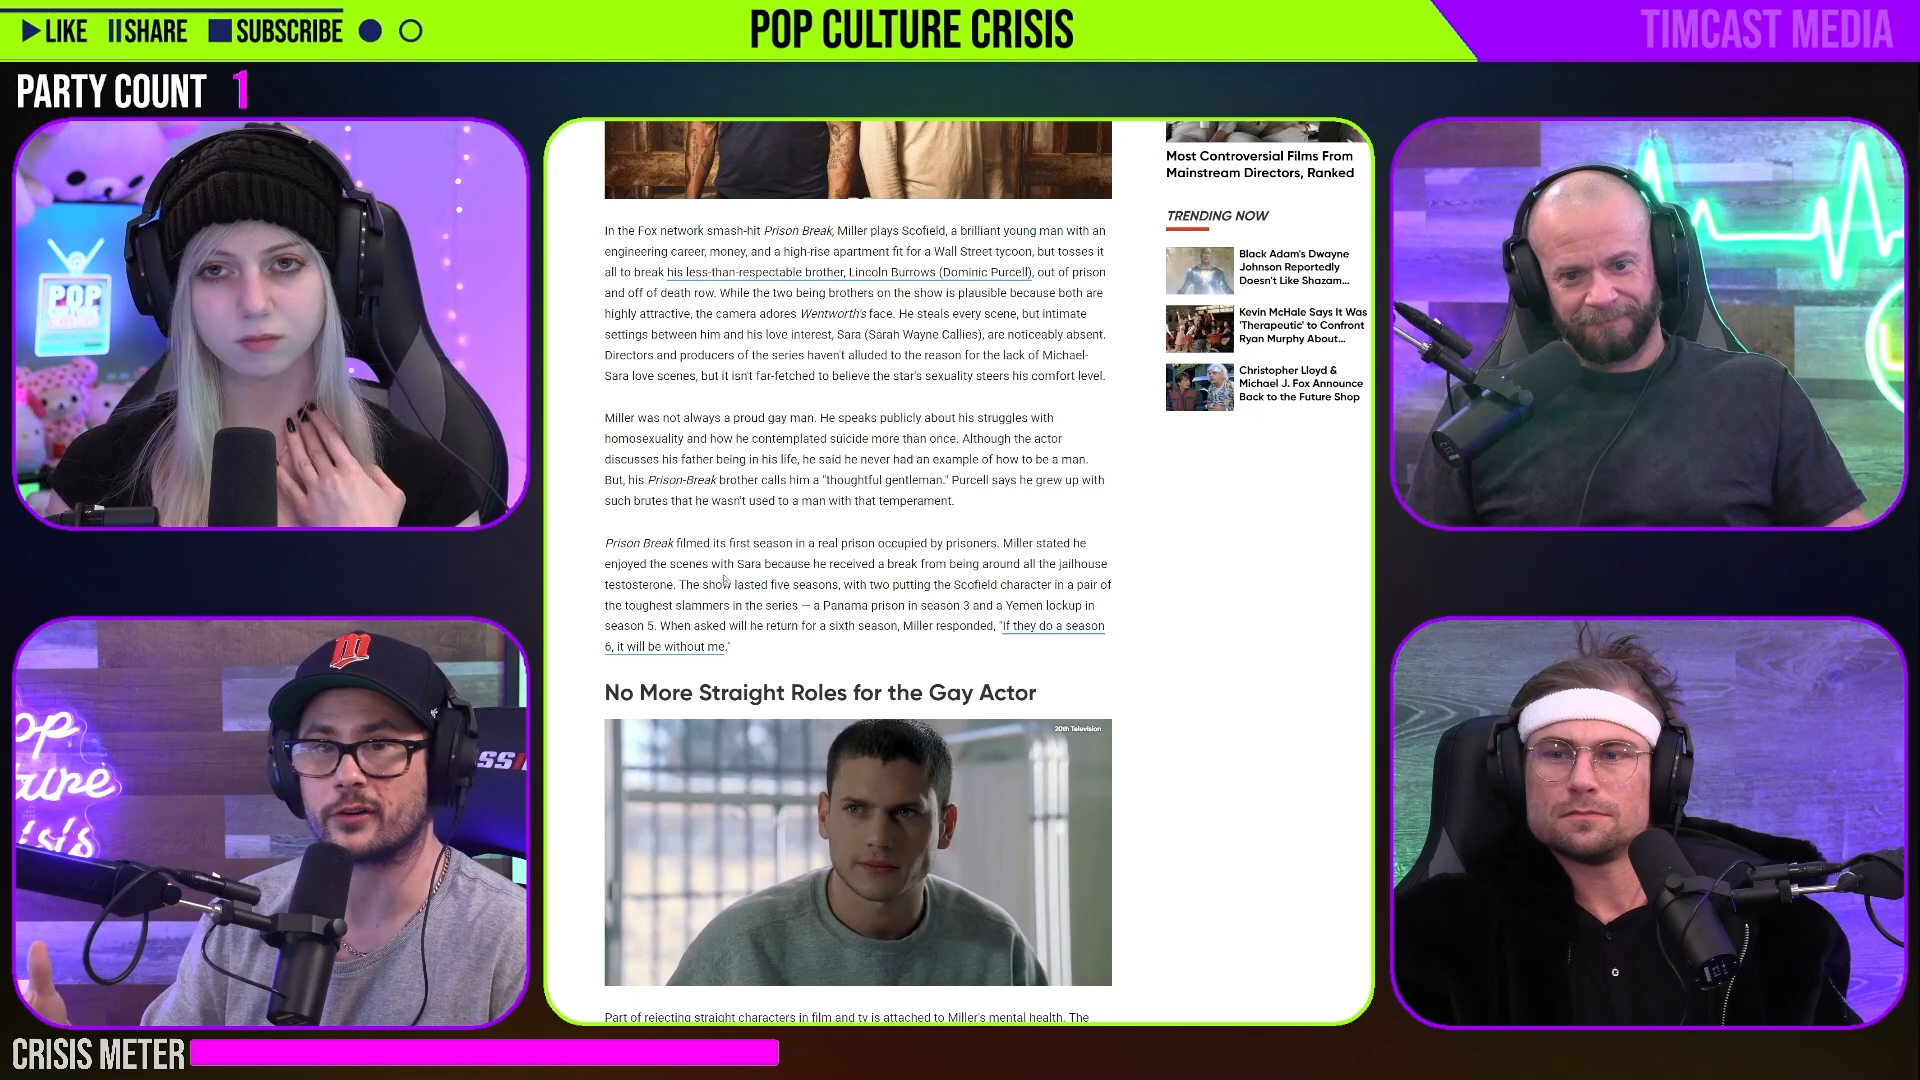 LIKE SHARE SUBSCRIBE
POP CULTURE CRISIS
TIMCAST MEDIA
PARTY COUNT 1
POP
CULTURE
CRISIS
Most Controversial Films From
Mainstream Directors, Ranked
TRENDING NOW
Black Adam's Dwayne
Johnson Reportedly
Doesn't Like Shazam...
Kevin McHale Says It Was
'Therapeutic' to Confront
Ryan Murphy About...
Christopher Lloyd &
Michael J. Fox Announce
Back to the Future Shop
In the Fox network smash-hit Prison Break, Miller plays Scofield, a brilliant young man with an
engineering career, money, and a high-rise apartment fit for a Wall Street tycoon, but tosses it
all to break his less-than-respectable brother, Lincoln Burrows (Dominic Purcell), out of prison
and off of death row. While the two being brothers on the show is plausible because both are
highly attractive, the camera adores Wentworth's face. He steals every scene, but intimate
settings between him and his love interest, Sara (Sarah Wayne Callies), are noticeably absent.
Directors and producers of the series haven't alluded to the reason for the lack of Michael-
Sara love scenes, but it isn't far-fetched to believe the star's sexuality steers his comfort level.
Miller was not always a proud gay man. He speaks publicly about his struggles with
homosexuality and how he contemplated suicide more than once. Although the actor
discusses his father being in his life, he said he never had an example of how to be a man.
But, his Prison-Break brother calls him a "thoughtful gentleman." Purcell says he grew up with
such brutes that he wasn't used to a man with that temperament.
Prison Break filmed its first season in a real prison occupied by prisoners. Miller stated he
enjoyed the scenes with Sara because he received a break from being around all the jailhouse
testosterone. The show lasted five seasons, with two putting the Scofield character in a pair of
the toughest slammers in the series — a Panama prison in season 3 and a Yemen lockup in
season 5. When asked will he return for a sixth season, Miller responded, "If they do a season
6, it will be without me."
No More Straight Roles for the Gay Actor
20th Television
Part of rejecting straight characters in film and tv is attached to Miller's mental health. The
op
ture
isis
m
SSI
CRISIS METER